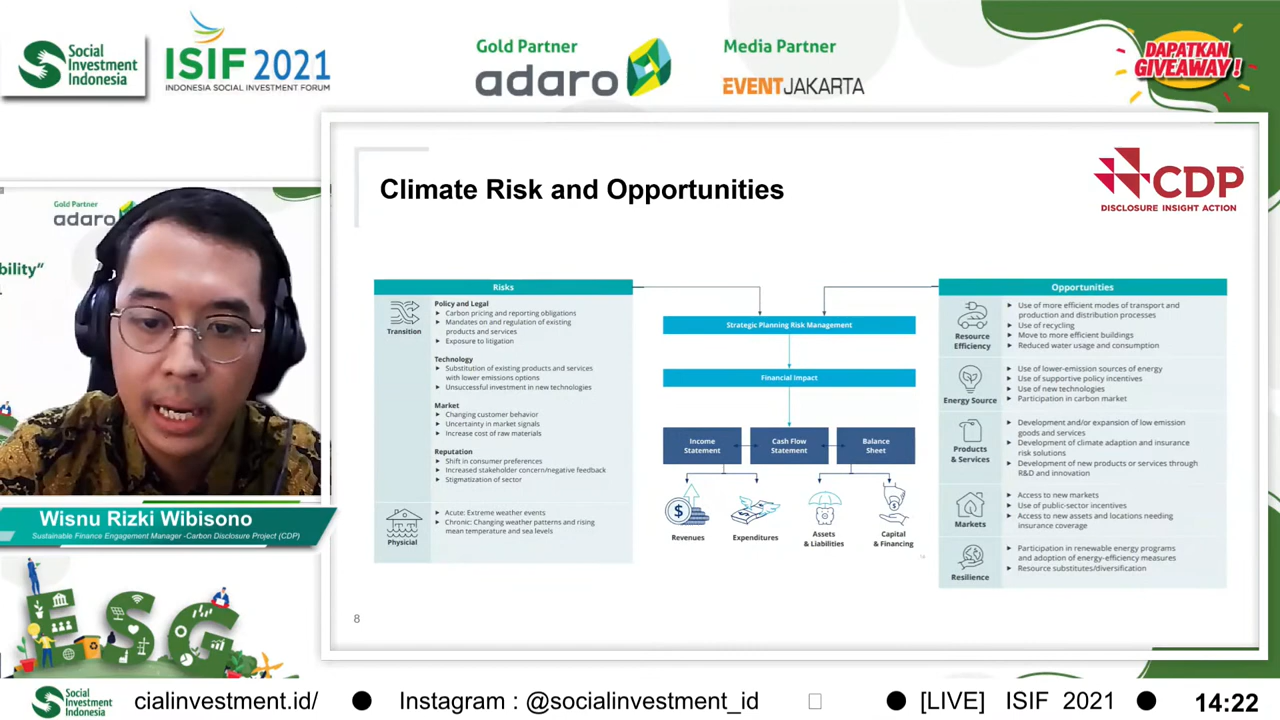 Social
Investment
Indonesia
ISIF 2021
INDONESIA SOCIAL INVESTMENT FORUM
Gold Partner
adaro
Media Partner
EVENTJAKARTA
DAPATKAN
GIVEAWAY !
Climate Risk and Opportunities
CDP
DISCLOSURE INSIGHT ACTION
Gold Partner
adaro
bility“
Risks
Transition
Policy and Legal
Carbon pricing and reporting obligations
Mandates on and regulation of existing
products and services
Exposure to litigation
Technology
Substitution of existing products and services
with lower emissions options
Unsuccessful investment in new technologies
Market
Changing customer behavior
Uncertainty in market signals
Increase cost of raw materials
Reputation
Shift in consumer preferences
Increased stakeholder concern/negative feedback
Stigmatization of sector
Physicial
Acute: Extreme weather events
Chronic: Changing weather patterns and rising
mean temperature and sea levels
Strategic Planning Risk Management
Financial Impact
Income
Statement
Cash Flow
Statement
Balance
Sheet
Revenues
Expenditures
Assets
& Liabilities
Capital
& Financing
Opportunities
Resource
Efficiency
Use of more efficient modes of transport and
production and distribution processes
Use of recycling
Move to more efficient buildings
Reduced water usage and consumption
Energy Source
Use of lower-emission sources of energy
Use of supportive policy incentives
Use of new technologies
Participation in carbon market
Products
& Services
Development and/or expansion of low emission
goods and services
Development of climate adaption and insurance
risk solutions
Development of new products or services through
R&D and innovation
Markets
Access to new markets
Use of public-sector incentives
Access to new assets and locations needing
insurance coverage
Resilience
Participation in renewable energy programs
and adoption of energy-efficiency measures
Resource substitutes/diversification
8
Wisnu Rizki Wibisono
Sustainable Finance Engagement Manager -Carbon Disclosure Project (CDP)
ESG
Social
Investment
Indonesia
cialinvestment.id/
Instagram : @socialinvestment_id
[LIVE] ISIF 2021
14:22